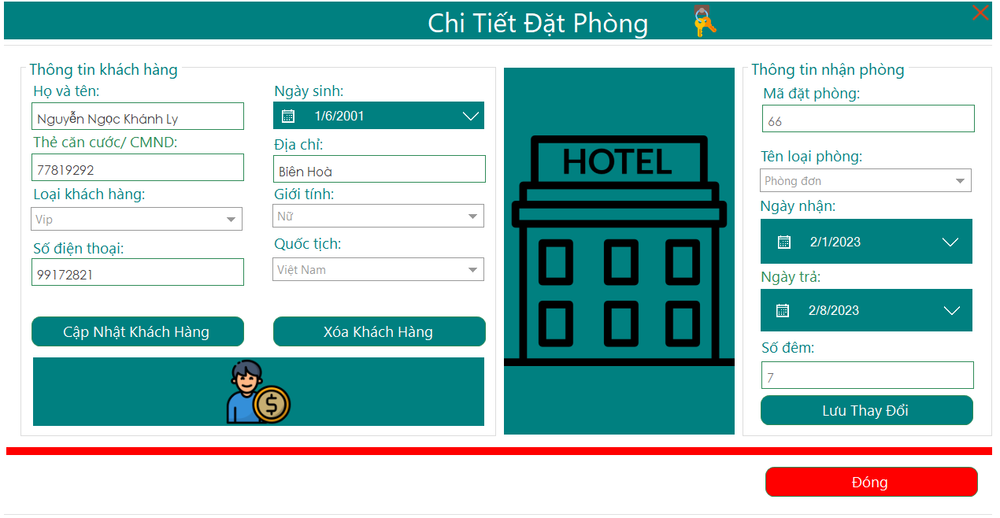 Chi Tiết Đặt Phòng
Thông tin khách hàng
Họ và tên:
Nguyễn Ngọc Khánh Ly
Thẻ căn cước/ CMND:
77819292
Loại khách hàng:
Vip
Số điện thoại:
99172821
Ngày sinh:
1/6/2001
Địa chỉ:
Biên Hoà
Giới tính:
Nữ
Quốc tịch:
Việt Nam
Cập Nhật Khách Hàng
Xóa Khách Hàng
HOTEL
Thông tin nhận phòng
Mã đặt phòng:
66
Tên loại phòng:
Phòng đơn
Ngày nhận:
2/1/2023
Ngày trả:
2/8/2023
Số đêm:
7
Lưu Thay Đổi
Đóng